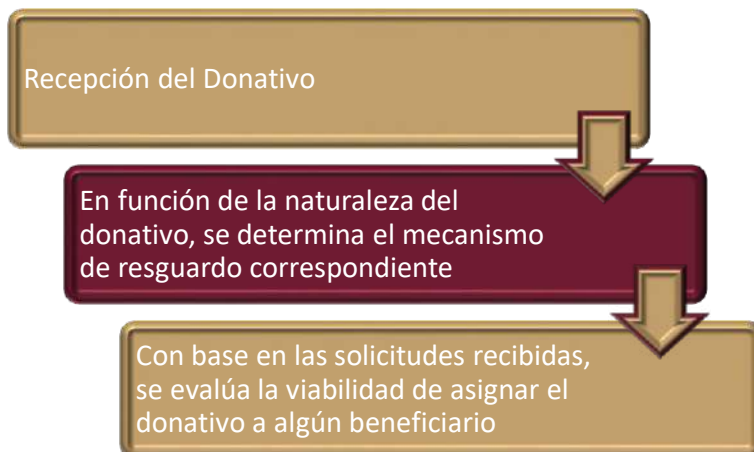 Recepción del Donativo
En función de la naturaleza del
donativo, se determina el mecanismo
de resguardo correspondiente
Con base en las solicitudes recibidas,
se evalúa la viabilidad de asignar el
donativo a algún beneficiario